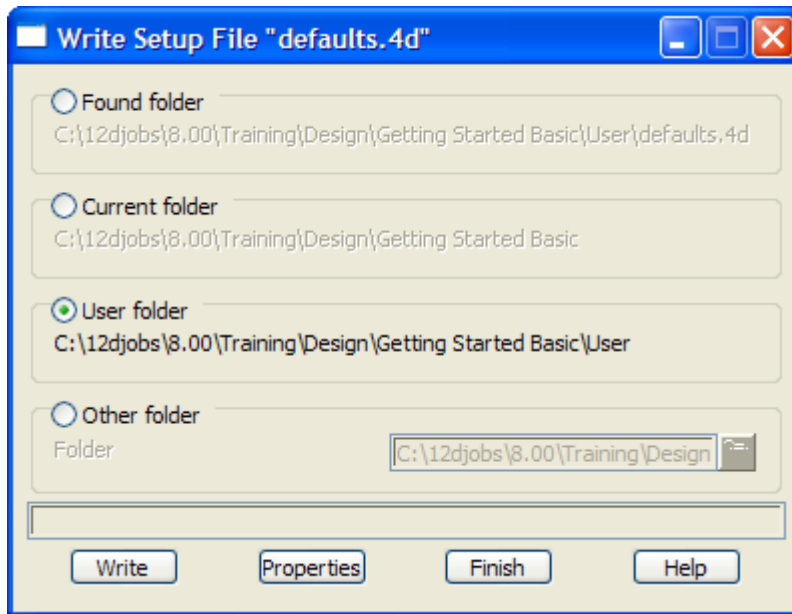 Write Setup File "defaults.4d"
Found folder
C:\12djobs\8.00\Training\Design\Getting Started Basic\User\defaults.4d
Current folder
C:\12djobs\8.00\Training\Design\Getting Started Basic
User folder
C:\12djobs\8.00\Training\Design\Getting Started Basic\User
Other folder
Folder C:\12djobs\8.00\Training\Design
Write Properties Finish Help